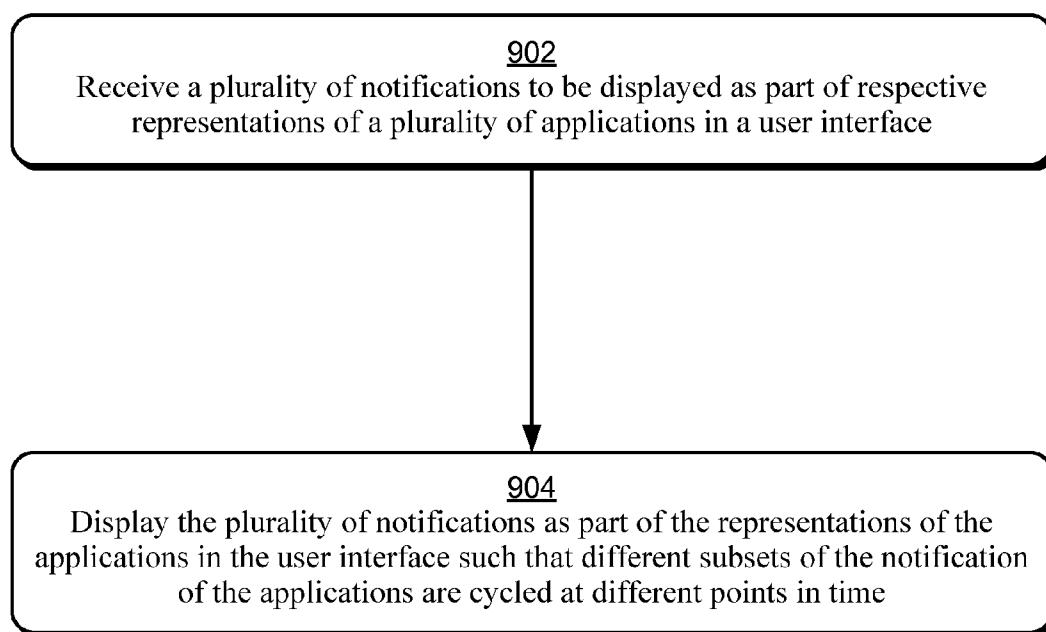 902
Receive a plurality of notifications to be displayed as part of respective
representations of a plurality of applications in a user interface
904
Display the plurality of notifications as part of the representations of the
applications in the user interface such that different subsets of the notification
of the applications are cycled at different points in time